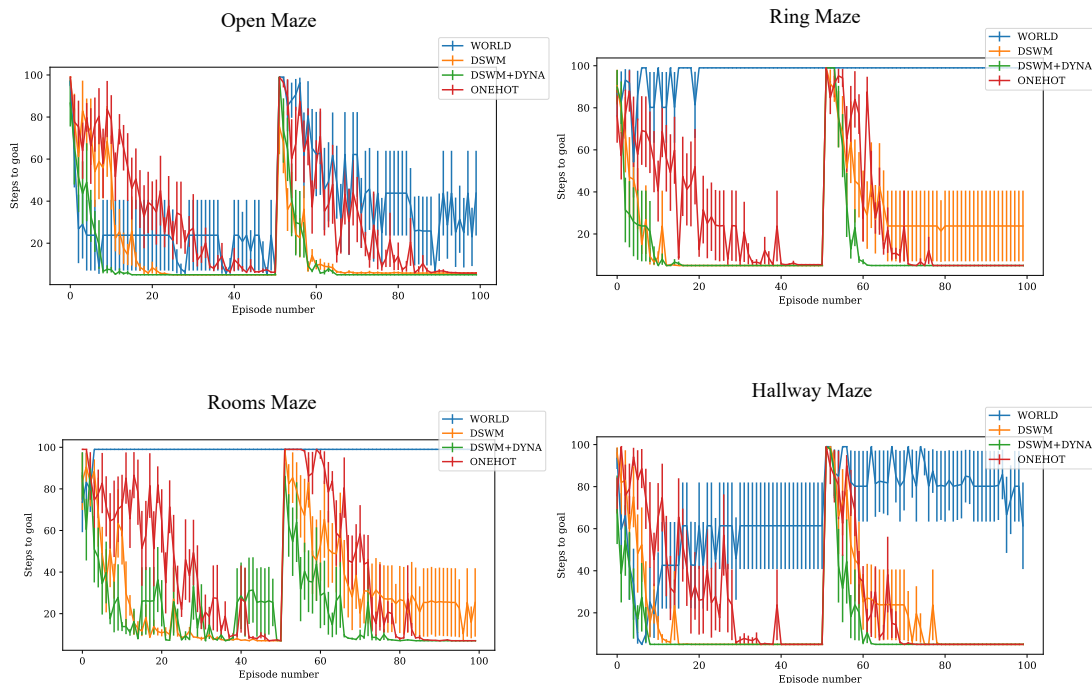 Open Maze
WORLD
DSWM
DSWM+DYNA
ONEHOT
Steps to goal
100
80
60
40
20
0 20 40 60 80 100
Episode number
Ring Maze
WORLD
DSWM
DSWM+DYNA
ONEHOT
Steps to goal
100
80
60
40
20
0 20 40 60 80 100
Episode number
Rooms Maze
WORLD
DSWM
DSWM+DYNA
ONEHOT
Steps to goal
100
80
60
40
20
0 20 40 60 80 100
Episode number
Hallway Maze
WORLD
DSWM
DSWM+DYNA
ONEHOT
Steps to goal
100
80
60
40
20
0 20 40 60 80 100
Episode number